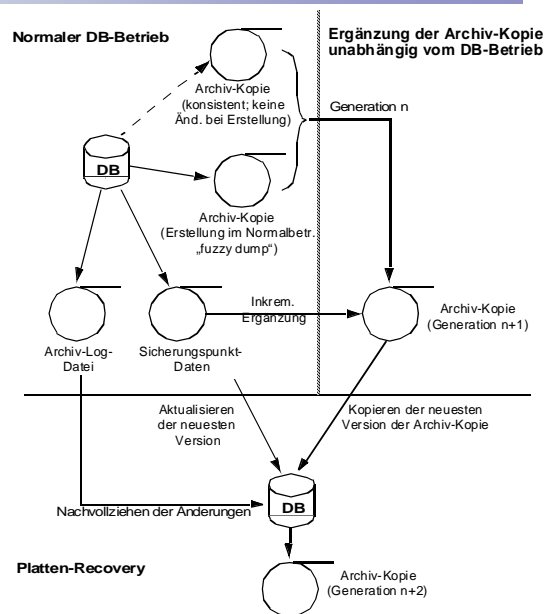 Normaler DB-Betrieb
Ergänzung der Archiv-Kopie
unabhängig vom DB-Betrieb
Archiv-Kopie
(konsistent; keine
Änd. bei Erstellung)
Generation n
DB
Archiv-Kopie
(Erstellung im Normalbetr.
„fuzzy dump“)
Inkrem.
Ergänzung
Archiv-Kopie
(Generation n+1)
Archiv-Log-
Datei
Sicherungspunkt-
Daten
Aktualisieren
der neuesten
Version
Kopieren der neuesten
Version der Archiv-Kopie
DB
Nachvollziehen der Änderungen
Platten-Recovery
Archiv-Kopie
(Generation n+2)